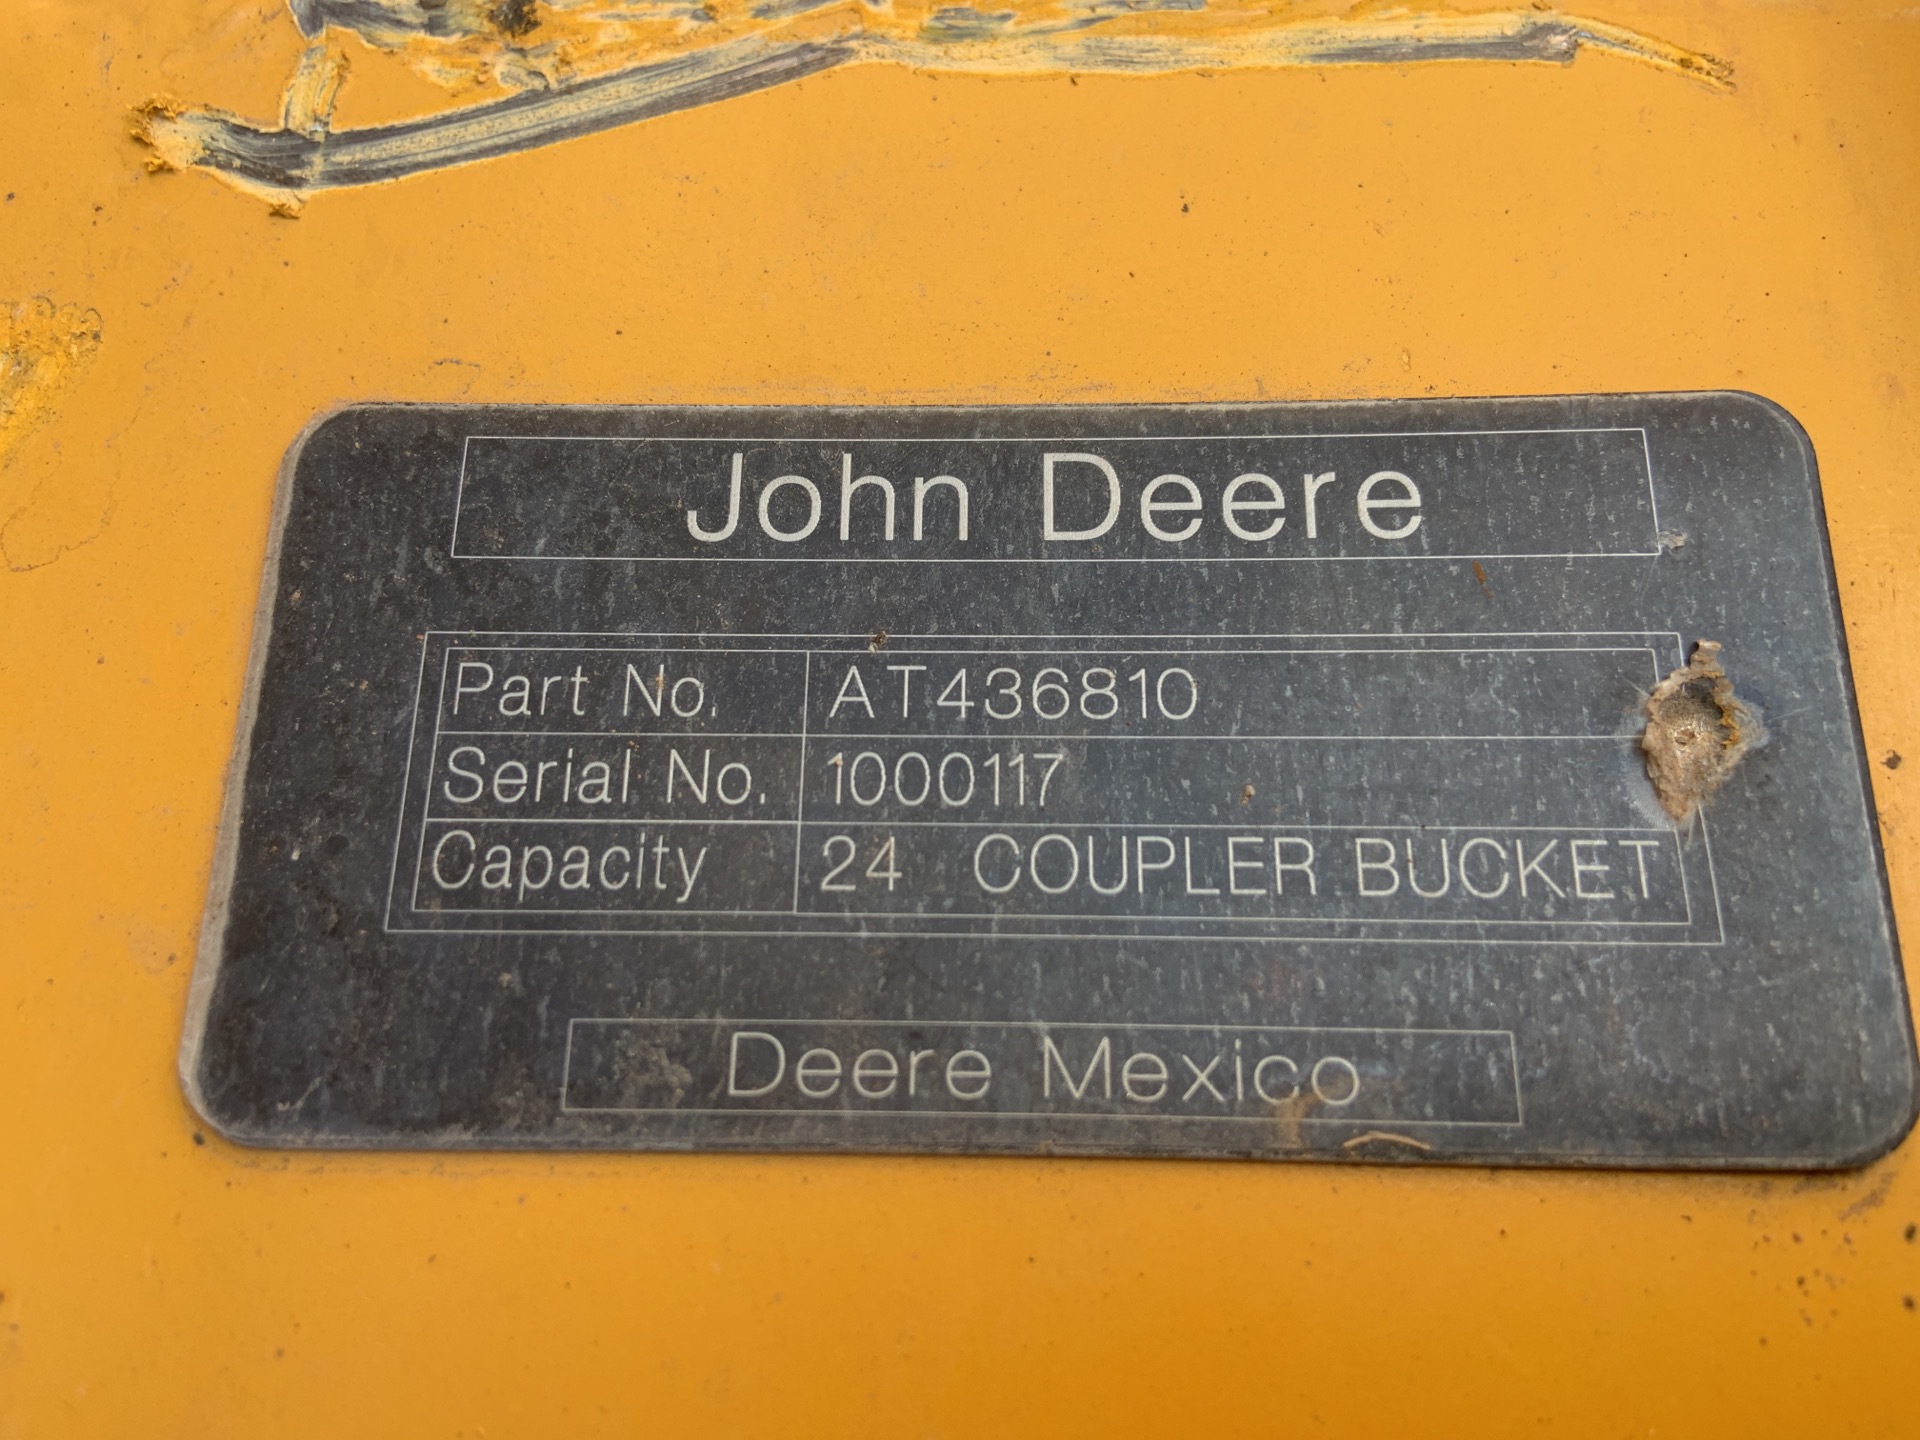 John Deere
Part No. AT436810
Serial No. 1000117
Capacity 24 COUPLER BUCKET
Deere Mexico